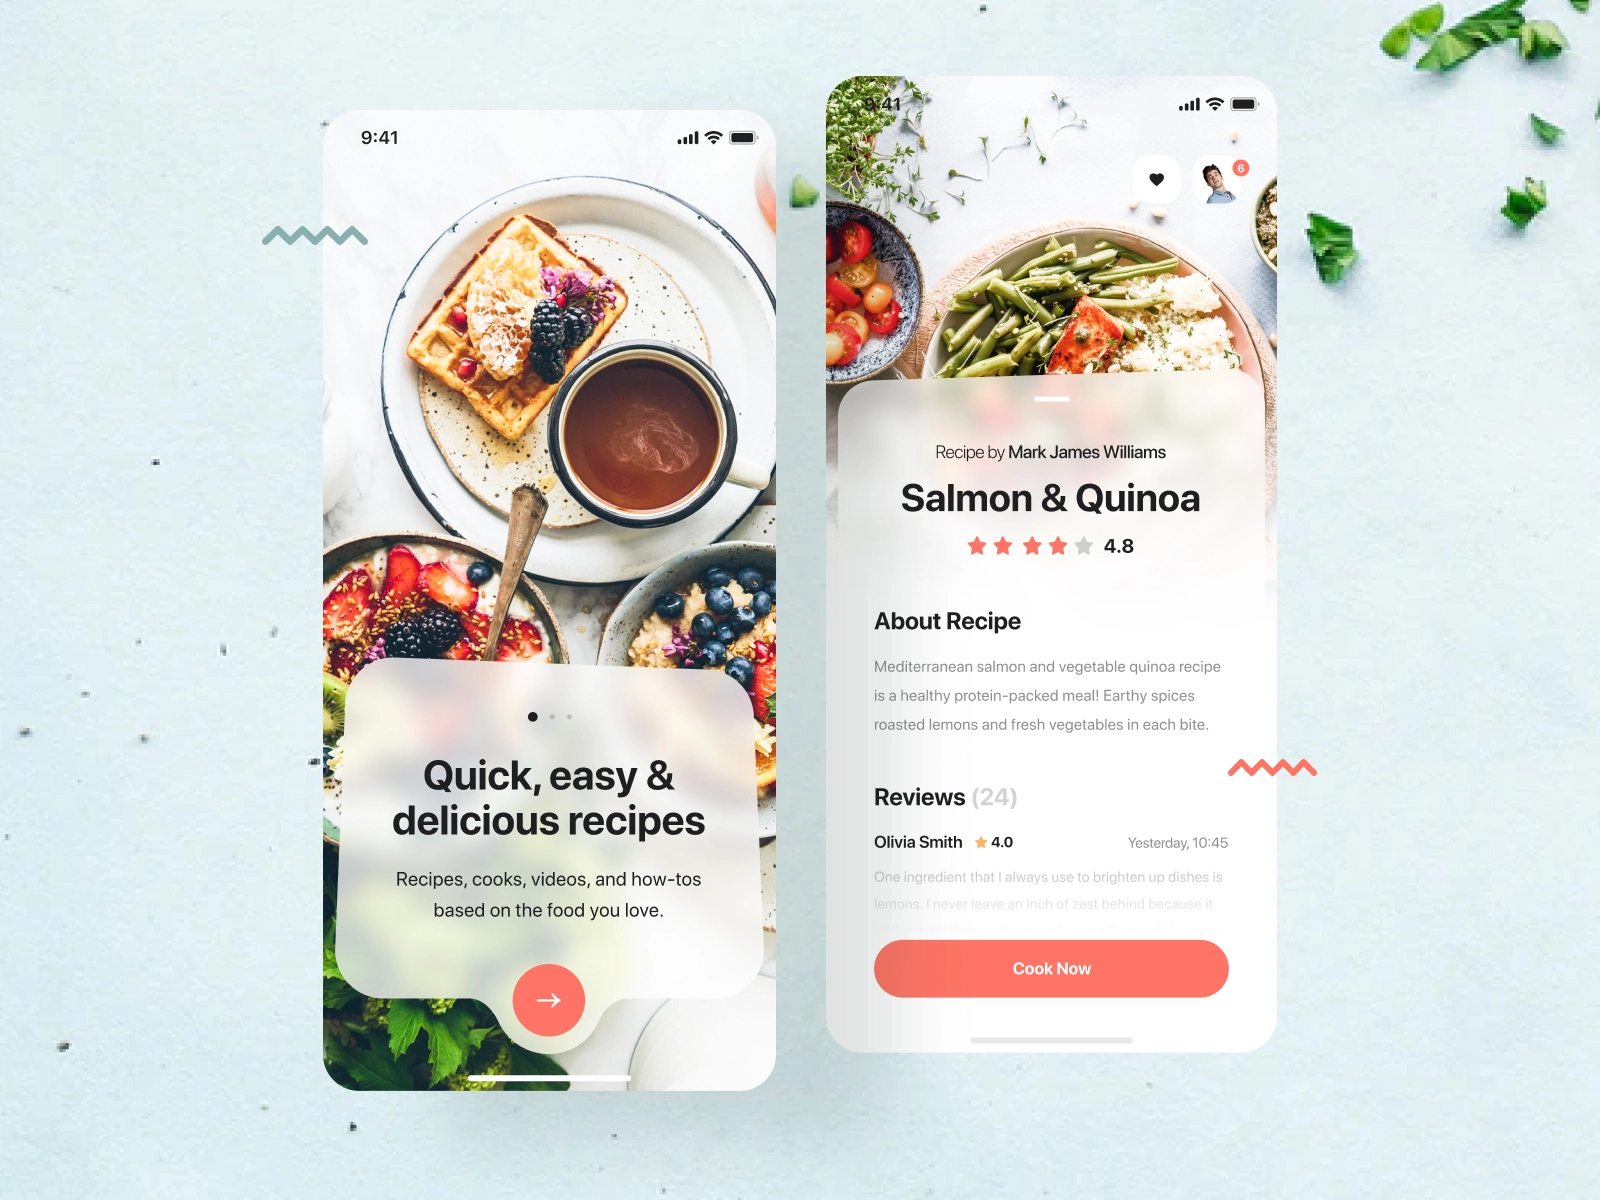 9:41
Quick, easy &
delicious recipes
Recipes, cooks, videos, and how-tos
based on the food you love.
9:41
6
Recipe by Mark James Williams
Salmon & Quinoa
4.8
About Recipe
Mediterranean salmon and vegetable quinoa recipe
is a healthy protein-packed meal! Earthy spices
roasted lemons and fresh vegetables in each bite.
Reviews (24)
Olivia Smith 4.0 Yesterday, 10:45
One ingredient that I always use to brighten up dishes is
lemons. I never leave an inch of zest behind because it
Cook Now